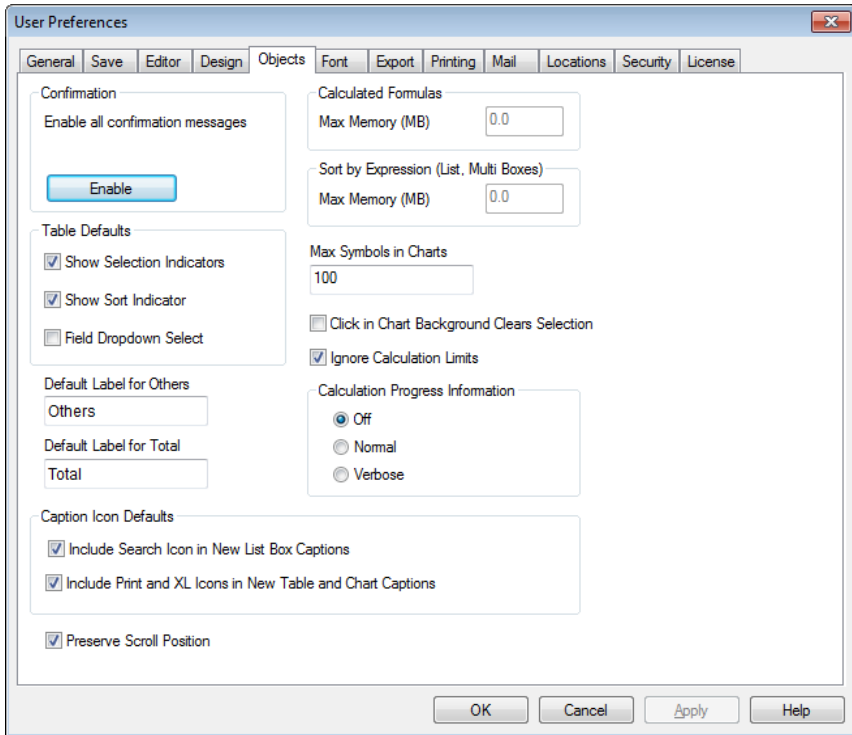 User Preferences
General Save Editor Design Objects Font Export Printing Mail Locations Security License
Confirmation
Enable all confirmation messages
Enable
Table Defaults
Show Selection Indicators
Show Sort Indicator
Field Dropdown Select
Default Label for Others
Others
Default Label for Total
Total
Calculated Formulas
Max Memory (MB) 0.0
Sort by Expression (List, Multi Boxes)
Max Memory (MB) 0.0
Max Symbols in Charts
100
Click in Chart Background Clears Selection
Ignore Calculation Limits
Calculation Progress Information
Off
Normal
Verbose
Caption Icon Defaults
Include Search Icon in New List Box Captions
Include Print and XL Icons in New Table and Chart Captions
Preserve Scroll Position
OK Cancel Apply Help